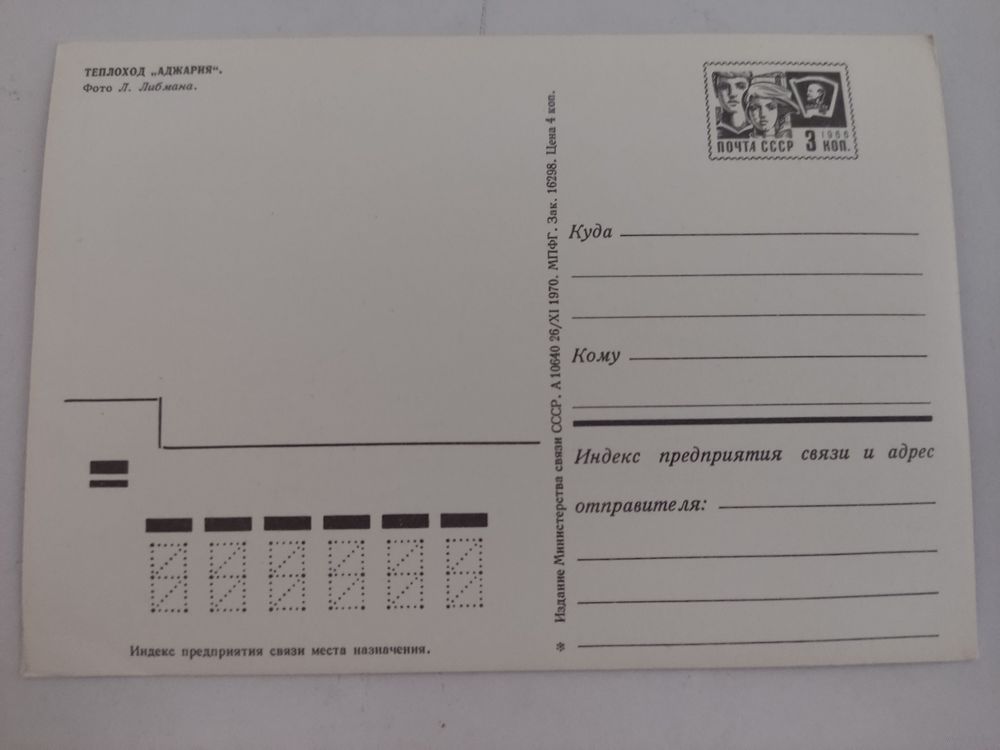 ТЕПЛОХОД „АДЖАРИЯ“.
Фото Л. Либмана.
1966
ПОЧТА СССР 3 КОП.
※ Издание Министерства связи СССР. А 10640 26/XI 1970. МПФГ. Зак. 16298. Цена 4 коп.
Куда
Кому
Индекс предприятия связи и адрес
отправителя:
Индекс предприятия связи места назначения.